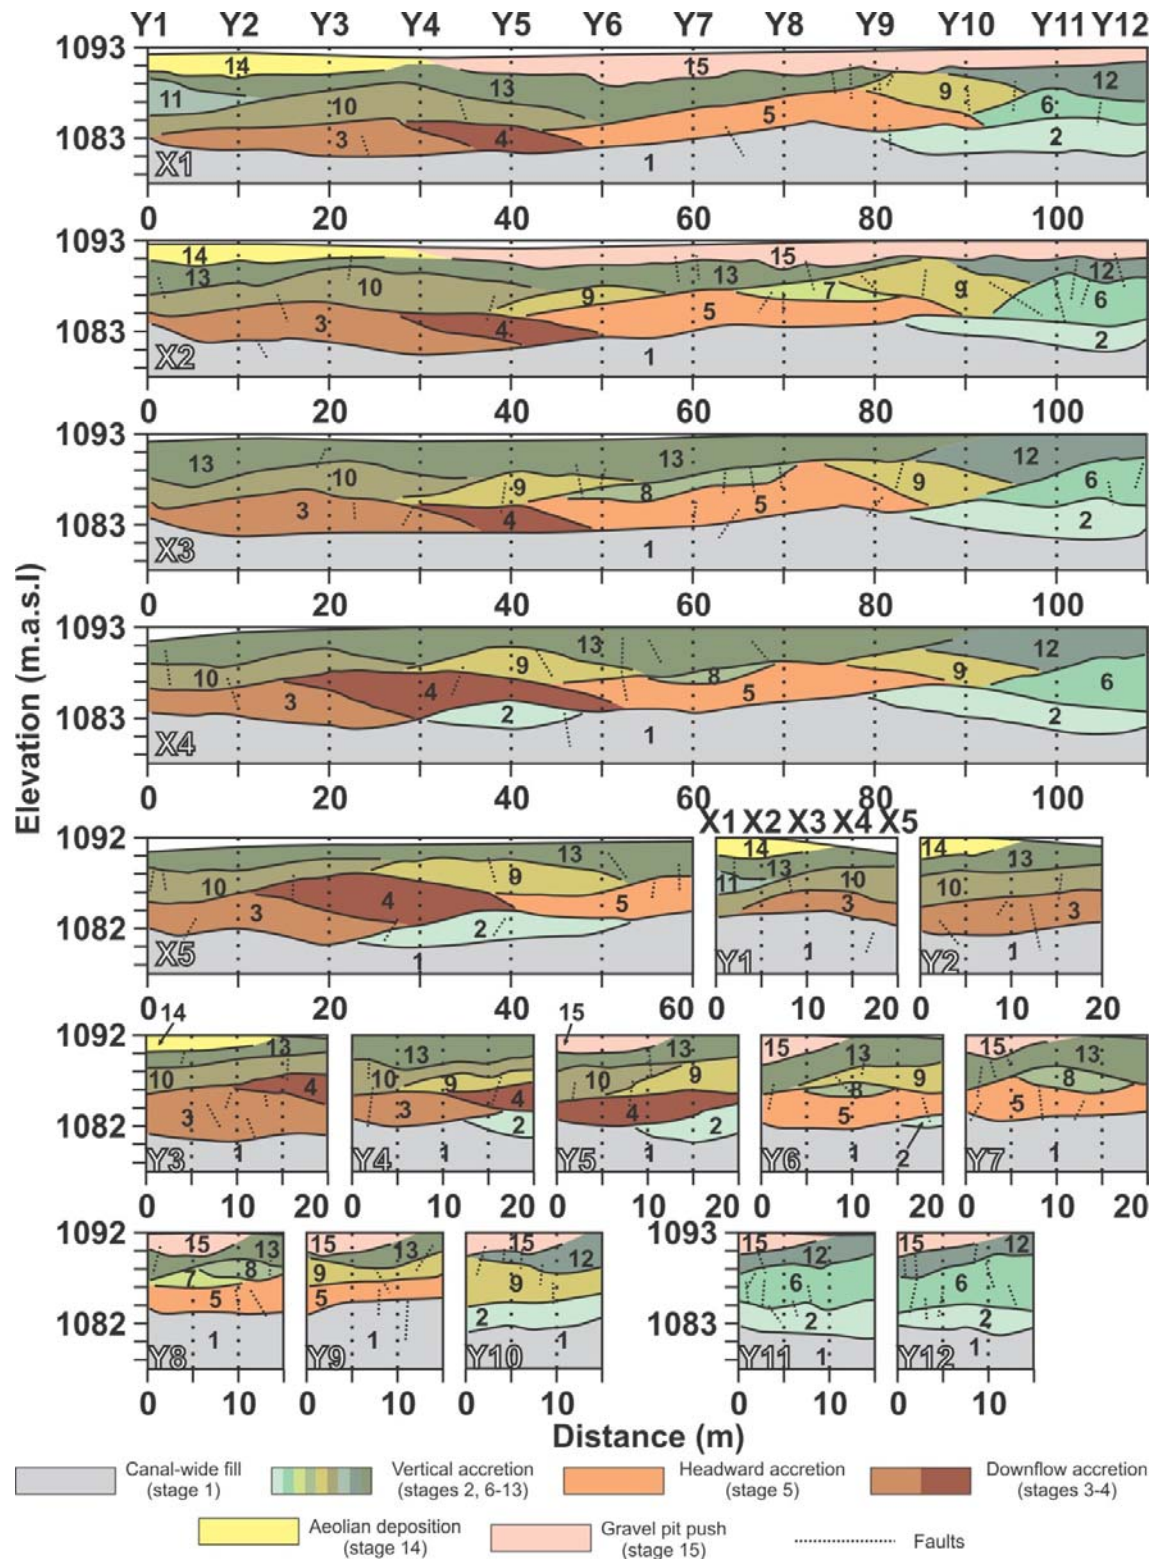 Y1 Y2 Y3 Y4 Y5 Y6 Y7 Y8 Y9 Y10 Y11 Y12
1093
14 15 12
11 13 9
10 5 6
1083 3 4 2
X1 1
0 20 40 60 80 100
1093
14 15 12
13 10 13 9
9 7 6
3 5
1083 4 2
X2 1
0 20 40 60 80 100
1093
13 13 12
10 9 8 9 6
3 5
1083 4 2
X3 1
0 20 40 60 80 100
1093
13 12
10 9 8 9 6
3 4 5
1083 2 2
X4 1
0 20 40 60 80 100
Elevation (m.a.s.l)
X1 X2 X3 X4 X5
1092
13 14 14
10 9 13 13
11 10 10
3 4 5 3 3
1082 2
X5 1 Y1 1 Y2 1
0 20 40 60 0 10 20 0 10 20
14 15
1092
13 13 13 15 13 15 13
10 4 10 9 10 9 9 8
3 3 4 4 8 5 5
1082 2 2
Y3 1 Y4 1 Y5 1 Y6 1 2 Y7 1
0 10 20 0 10 20 0 10 20 0 10 20 0 10 20
1092 1093
15 13 15 13 15 12 15 12 15 12
7 8 9 9 6 6
5 5
1082 2 1083 2 2
Y8 1 Y9 1 Y10 1 Y11 1 Y12 1
0 10 0 10 0 10 0 10 0 10
Distance (m)
Canal-wide fill Vertical accretion Headward accretion Downflow accretion
(stage 1) (stages 2, 6-13) (stage 5) (stages 3-4)
Aeolian deposition Gravel pit push Faults
(stage 14) (stage 15)